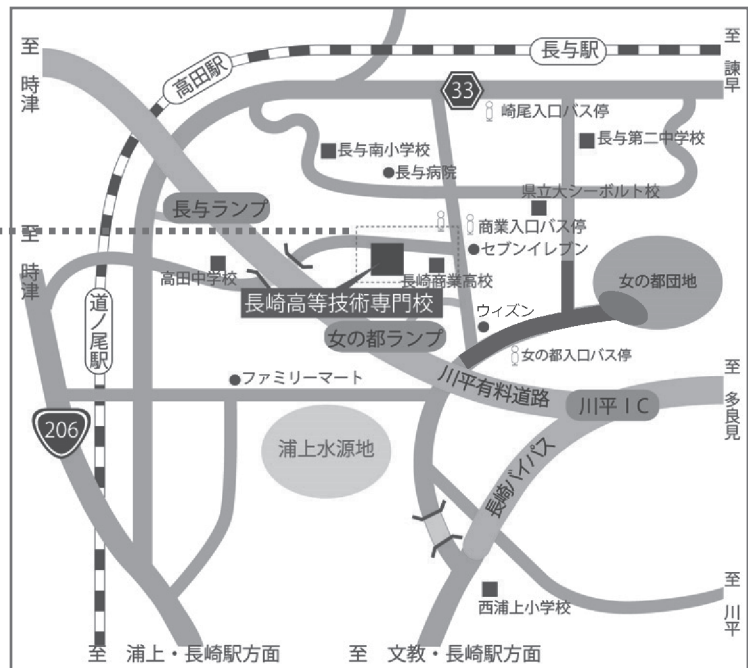 至 時津
高田駅
長与駅
至 諫早
33
崎尾入口バス停
長与南小学校
長与第二中学校
長与病院
県立大シーボルト校
長与ランプ
商業入口バス停
至 時津
セブンイレブン
高田中学校
長崎商業高校
女の都団地
長崎高等技術専門校
道ノ尾駅
ウィズン
女の都ランプ
女の都入口バス停
ファミリーマート
川平有料道路
川平IC
至 多良見
206
浦上水源地
長崎バイパス
西浦上小学校
至 川平
至 浦上・長崎駅方面
至 文教・長崎駅方面